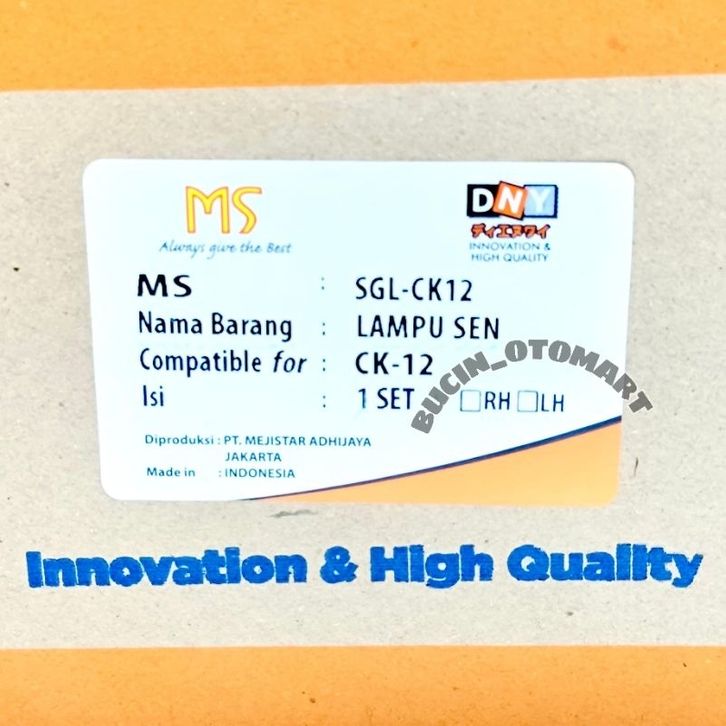 MS
Always give the Best
DNY
ディエヌワイ
INNOVATION &
HIGH QUALITY
MS : SGL-CK12
Nama Barang : LAMPU SEN
Compatible for : CK-12
Isi : 1 SET □RH □LH
BUCIN_OTOMART
Diproduksi : PT. MEJISTAR ADHIJAYA
JAKARTA
Made in : INDONESIA
Innovation & High Quality